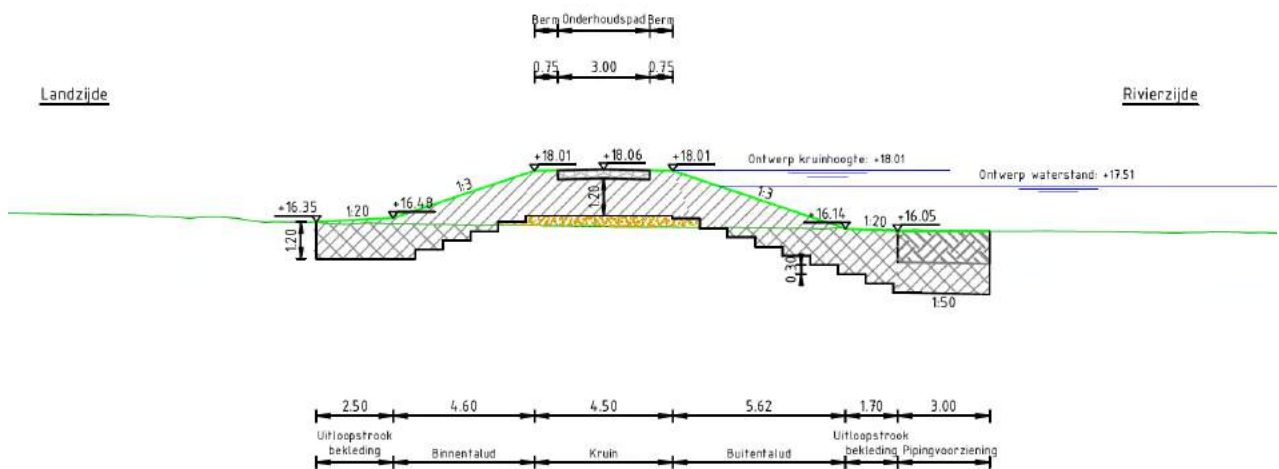 Berm Onderhoudspad Berm
0.75 3.00 0.75
Landzijde
Rivierzijde
+18.01 +18.06 +18.01
Ontwerp kruinhoogte: +18.01
Ontwerp waterstand: +17.51
1:3 1:3
1:20
+16.35 1:20 +16.48
+16.14 1:20 +16.05
1.20
0.30
1:50
2.50 4.60 4.50 5.62 1.70 3.00
Uitloopstrook
bekleding
Binnentalud
Kruin
Buitentalud
Uitloopstrook
bekleding
Pipingvoorziening